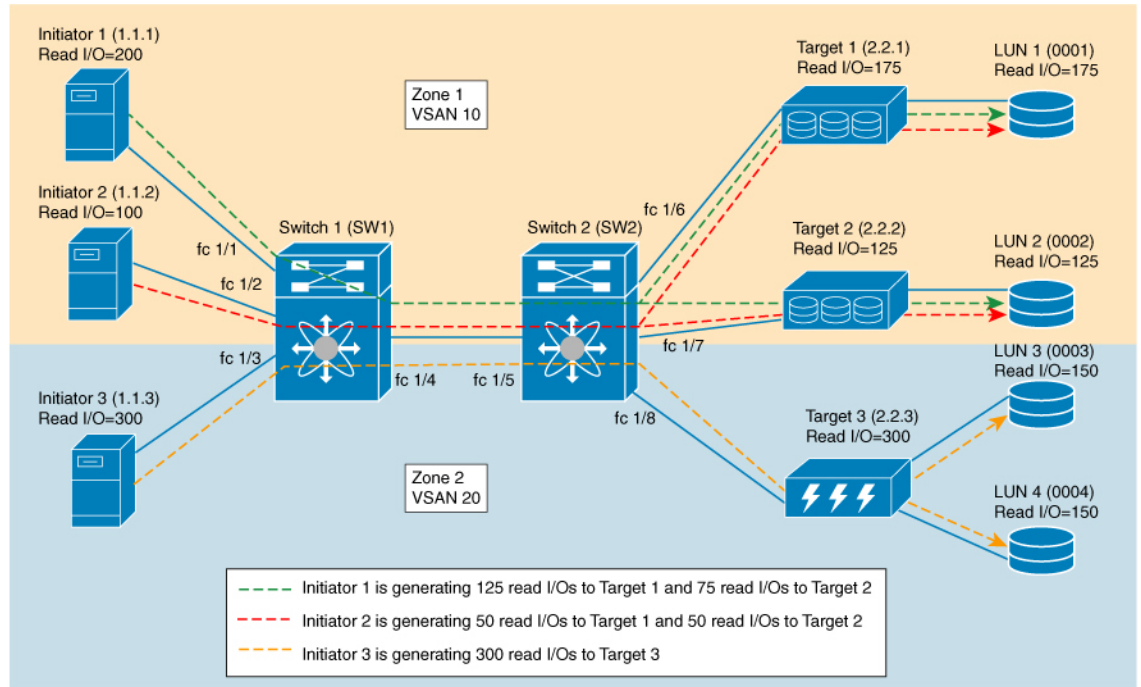 Initiator 1 (1.1.1)
Read I/O=200
Zone 1
VSAN 10
Target 1 (2.2.1)
Read I/O=175
LUN 1 (0001)
Read I/O=175
Initiator 2 (1.1.2)
Read I/O=100
fc 1/1
fc 1/2
Switch 1 (SW1)
Switch 2 (SW2)
fc 1/6
Target 2 (2.2.2)
Read I/O=125
LUN 2 (0002)
Read I/O=125
fc 1/3
fc 1/4
fc 1/5
fc 1/7
fc 1/8
LUN 3 (0003)
Read I/O=150
Initiator 3 (1.1.3)
Read I/O=300
Zone 2
VSAN 20
Target 3 (2.2.3)
Read I/O=300
LUN 4 (0004)
Read I/O=150
Initiator 1 is generating 125 read I/Os to Target 1 and 75 read I/Os to Target 2
Initiator 2 is generating 50 read I/Os to Target 1 and 50 read I/Os to Target 2
Initiator 3 is generating 300 read I/Os to Target 3